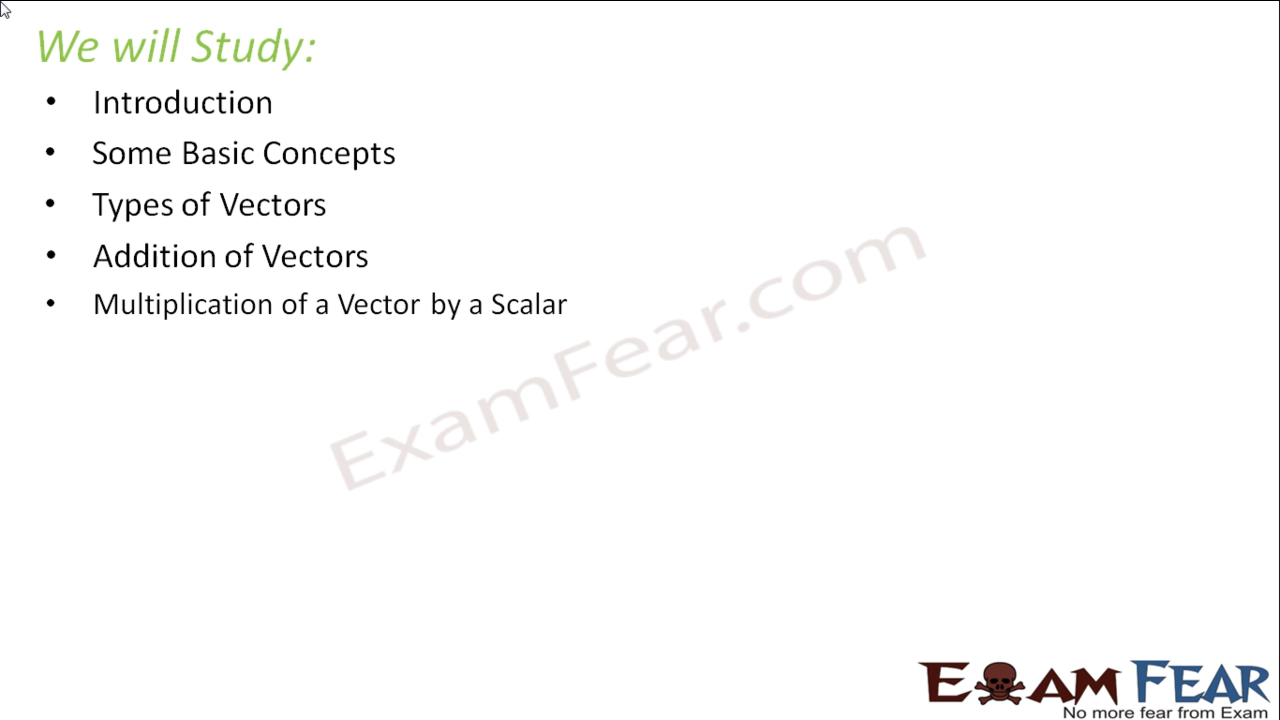 We will Study:
• Introduction
• Some Basic Concepts
• Types of Vectors
• Addition of Vectors
• Multiplication of a Vector by a Scalar
ExamFear.com
EXAM FEAR
No more fear from Exam